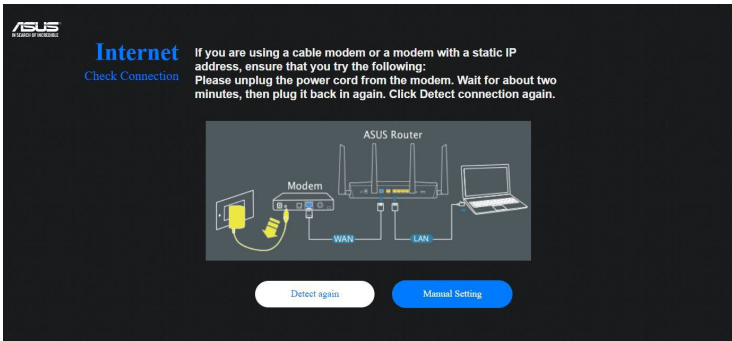 ASUS
IN SEARCH OF INCREDIBLE
Internet
Check Connection
If you are using a cable modem or a modem with a static IP
address, ensure that you try the following:
Please unplug the power cord from the modem. Wait for about two
minutes, then plug it back in again. Click Detect connection again.
ASUS Router
Modem
WAN
LAN
Detect again
Manual Setting